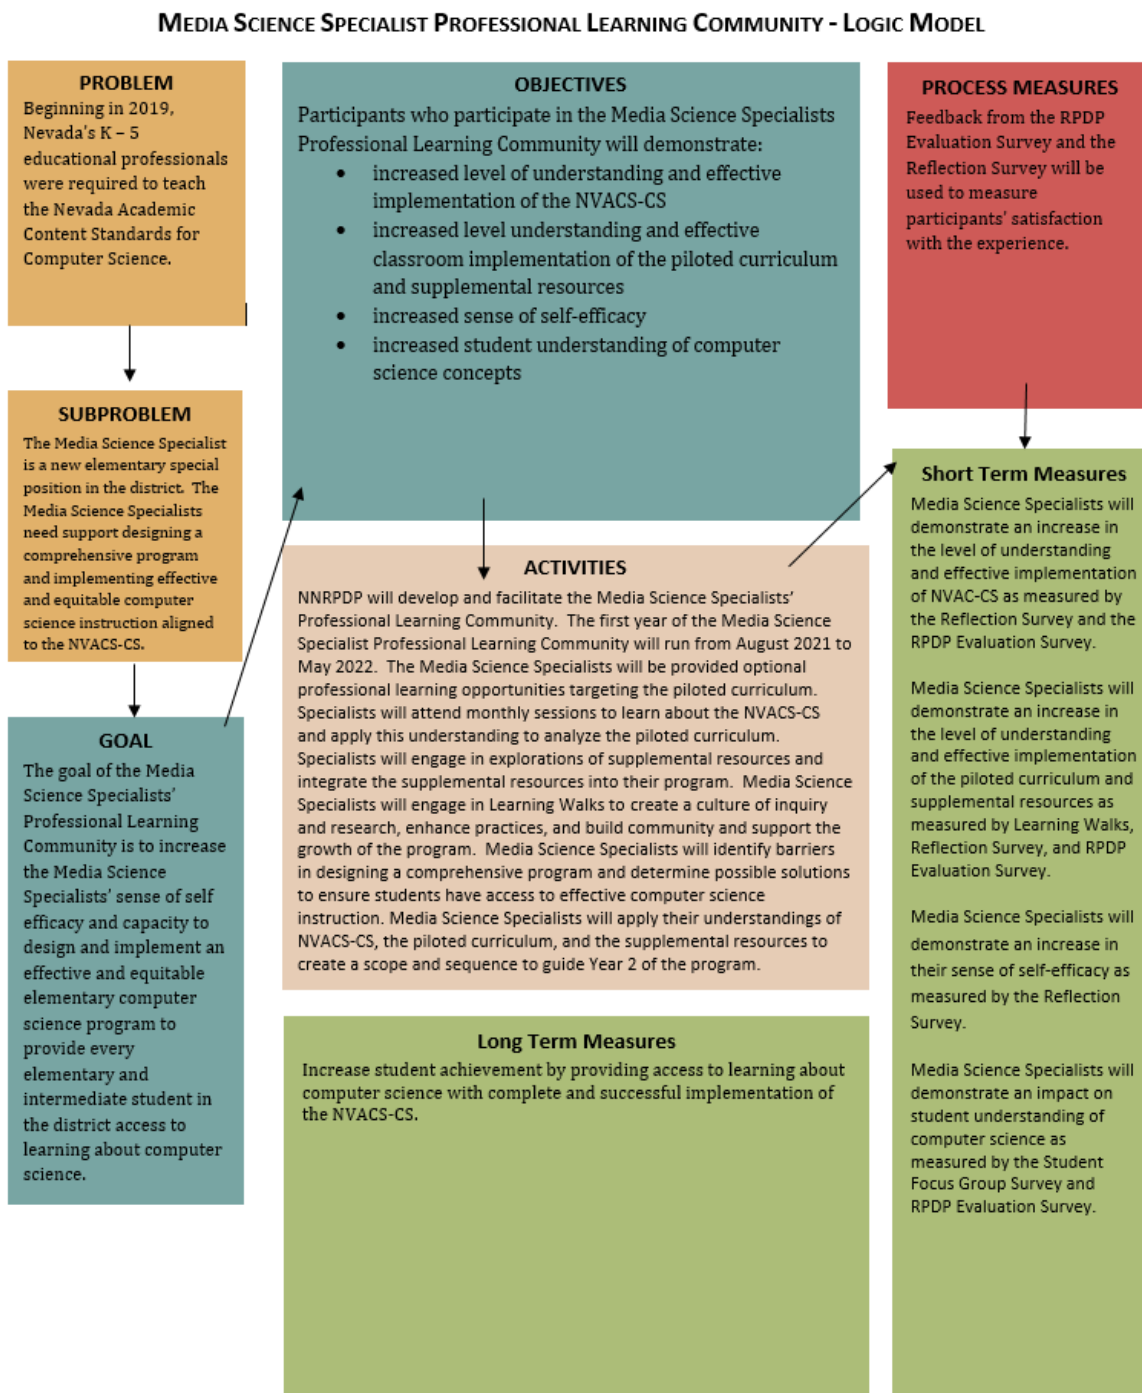 MEDIA SCIENCE SPECIALIST PROFESSIONAL LEARNING COMMUNITY - LOGIC MODEL
PROBLEM
Beginning in 2019,
Nevada's K – 5
educational professionals
were required to teach
the Nevada Academic
Content Standards for
Computer Science.
SUBPROBLEM
The Media Science Specialist
is a new elementary special
position in the district. The
Media Science Specialists
need support designing a
comprehensive program
and implementing effective
and equitable computer
science instruction aligned
to the NVACS-CS.
GOAL
The goal of the Media
Science Specialists'
Professional Learning
Community is to increase
the Media Science
Specialists' sense of self
efficacy and capacity to
design and implement an
effective and equitable
elementary computer
science program to
provide every
elementary and
intermediate student in
the district access to
learning about computer
science.
OBJECTIVES
Participants who participate in the Media Science Specialists
Professional Learning Community will demonstrate:
• increased level of understanding and effective
implementation of the NVACS-CS
• increased level understanding and effective
classroom implementation of the piloted curriculum
and supplemental resources
• increased sense of self-efficacy
• increased student understanding of computer
science concepts
ACTIVITIES
NNRPDP will develop and facilitate the Media Science Specialists'
Professional Learning Community. The first year of the Media Science
Specialist Professional Learning Community will run from August 2021 to
May 2022. The Media Science Specialists will be provided optional
professional learning opportunities targeting the piloted curriculum.
Specialists will attend monthly sessions to learn about the NVACS-CS
and apply this understanding to analyze the piloted curriculum.
Specialists will engage in explorations of supplemental resources and
integrate the supplemental resources into their program. Media Science
Specialists will engage in Learning Walks to create a culture of inquiry
and research, enhance practices, and build community and support the
growth of the program. Media Science Specialists will identify barriers
in designing a comprehensive program and determine possible solutions
to ensure students have access to effective computer science
instruction. Media Science Specialists will apply their understandings of
NVACS-CS, the piloted curriculum, and the supplemental resources to
create a scope and sequence to guide Year 2 of the program.
Long Term Measures
Increase student achievement by providing access to learning about
computer science with complete and successful implementation of
the NVACS-CS.
PROCESS MEASURES
Feedback from the RPDP
Evaluation Survey and the
Reflection Survey will be
used to measure
participants' satisfaction
with the experience.
Short Term Measures
Media Science Specialists will
demonstrate an increase in
the level of understanding
and effective implementation
of NVAC-CS as measured by
the Reflection Survey and the
RPDP Evaluation Survey.
Media Science Specialists will
demonstrate an increase in
the level of understanding
and effective implementation
of the piloted curriculum and
supplemental resources as
measured by Learning Walks,
Reflection Survey, and RPDP
Evaluation Survey.
Media Science Specialists will
demonstrate an increase in
their sense of self-efficacy as
measured by the Reflection
Survey.
Media Science Specialists will
demonstrate an impact on
student understanding of
computer science as
measured by the Student
Focus Group Survey and
RPDP Evaluation Survey.